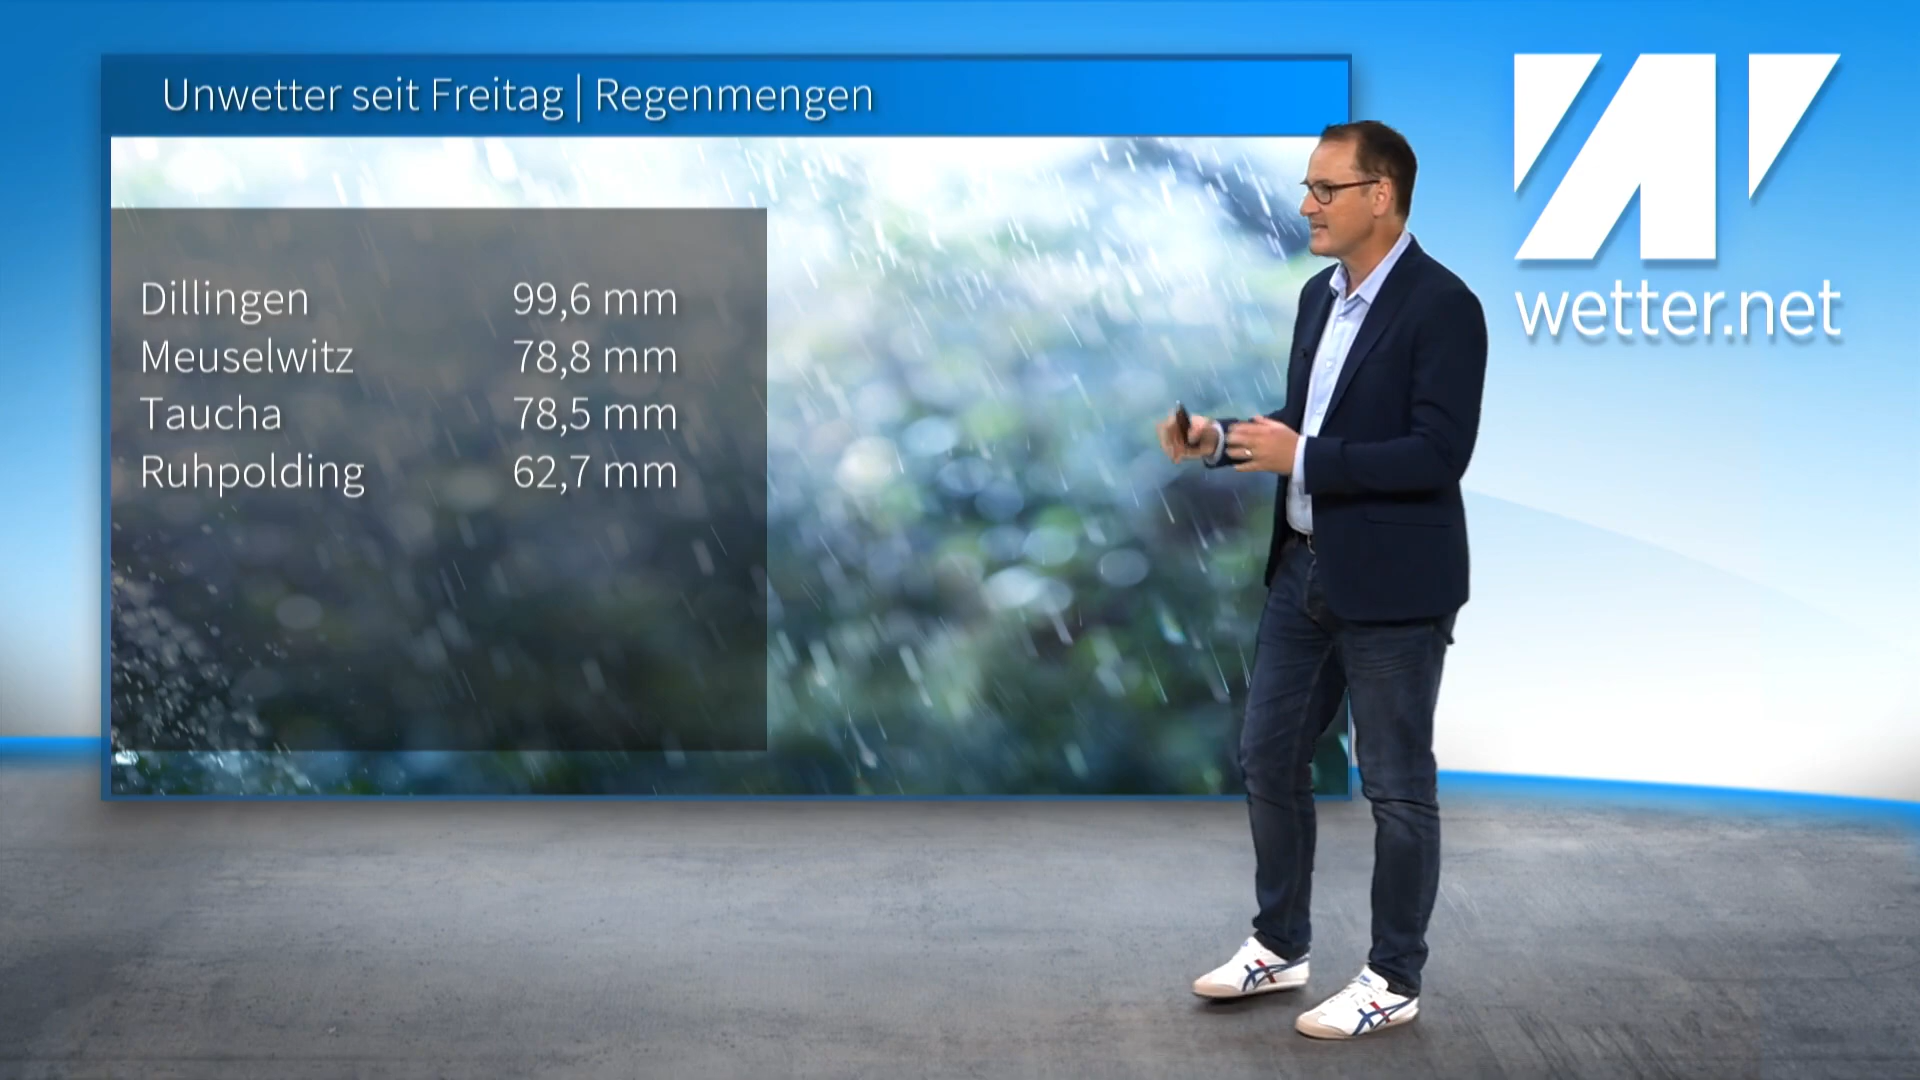 Unwetter seit Freitag | Regenmengen
Dillingen 99,6 mm
Meuselwitz 78,8 mm
Taucha 78,5 mm
Ruhpolding 62,7 mm
wetter.net